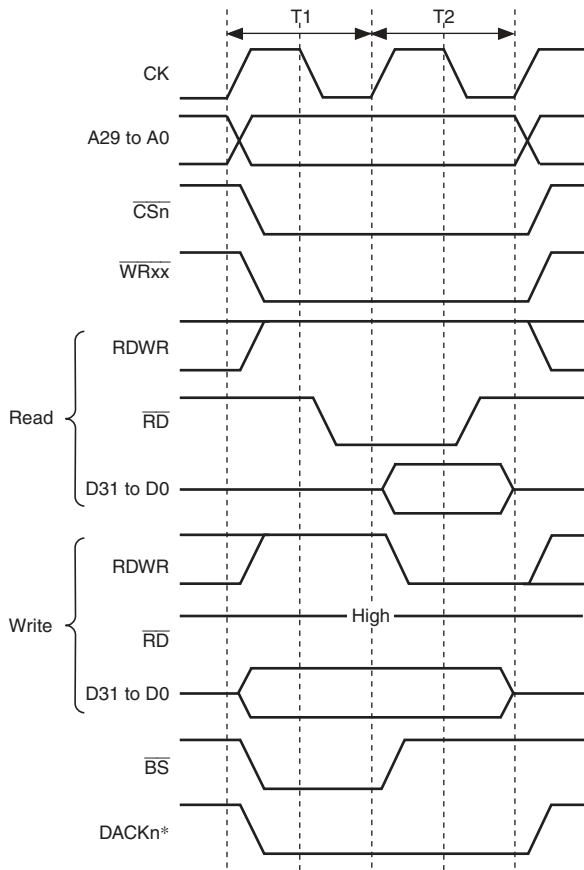 T1 T2
CK
A29 to A0
CSn
WRxx
RDWR
Read
RD
D31 to D0
RDWR
High
Write
RD
D31 to D0
BS
DACKn*